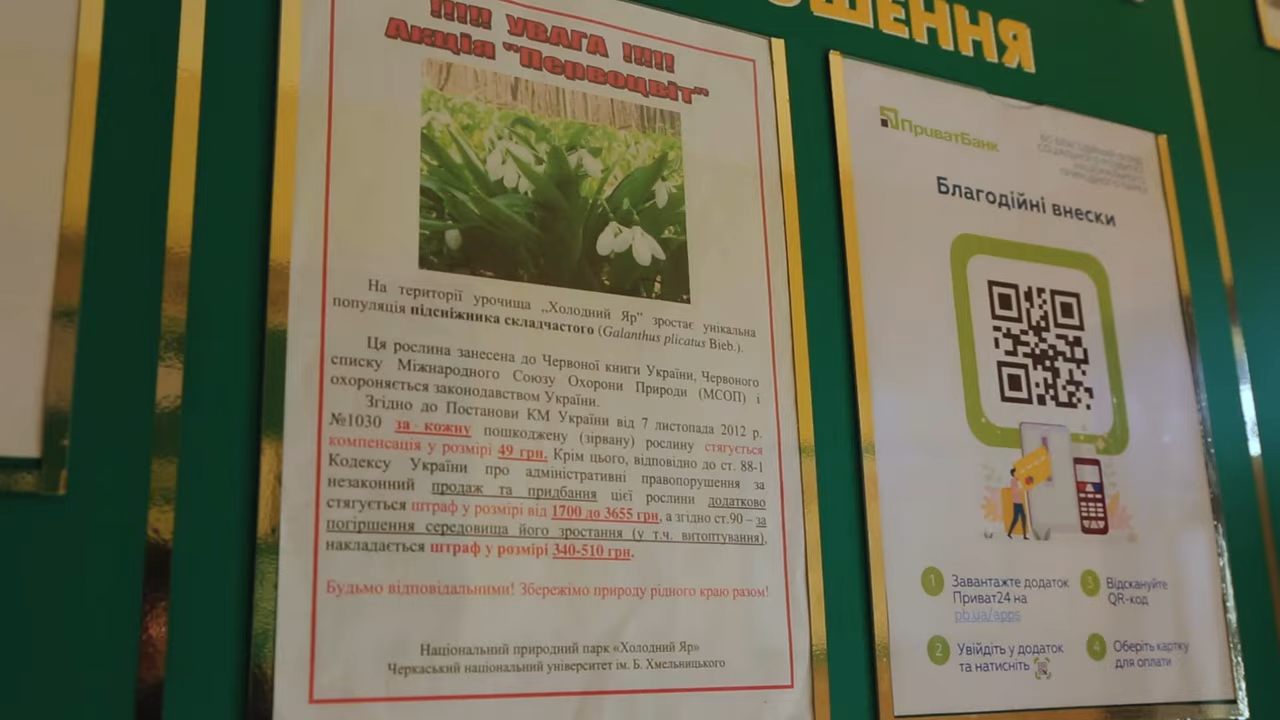 ОШЕННЯ
!!!!! УВАГА !!!!!
Акція "Первоцвіт"
На території урочища „Холодний Яр” зростає унікальна
популяція підсніжника складчастого (Galanthus plicatus Bieb.).
Ця рослина занесена до Червоної книги України, Червоного
списку Міжнародного Союзу Охорони Природи (МСОП) і
охороняється законодавством України.
Згідно до Постанови КМ України від 7 листопада 2012 р.
№1030 за кожну пошкоджену (зірвану) рослину стягується
компенсація у розмірі 49 грн. Крім цього, відповідно до ст. 88-1
Кодексу України про адміністративні правопорушення за
незаконний продаж та придбання цієї рослини додатково
стягується штраф у розмірі від 1700 до 3655 грн, а згідно ст.90 – за
погіршення середовища його зростання (у т.ч. витоптування),
накладається штраф у розмірі 340-510 грн.
Будьмо відповідальними! Збережімо природу рідного краю разом!
Національний природний парк «Холодний Яр»
Черкаський національний університет ім. Б. Хмельницького
ПриватБанк
Благодійні внески
1 Завантажте додаток
Приват24 на
pb.ua/apps
2 Увійдіть у додаток
та натисніть
3 Відскануйте
QR-код
4 Оберіть картку
для оплати